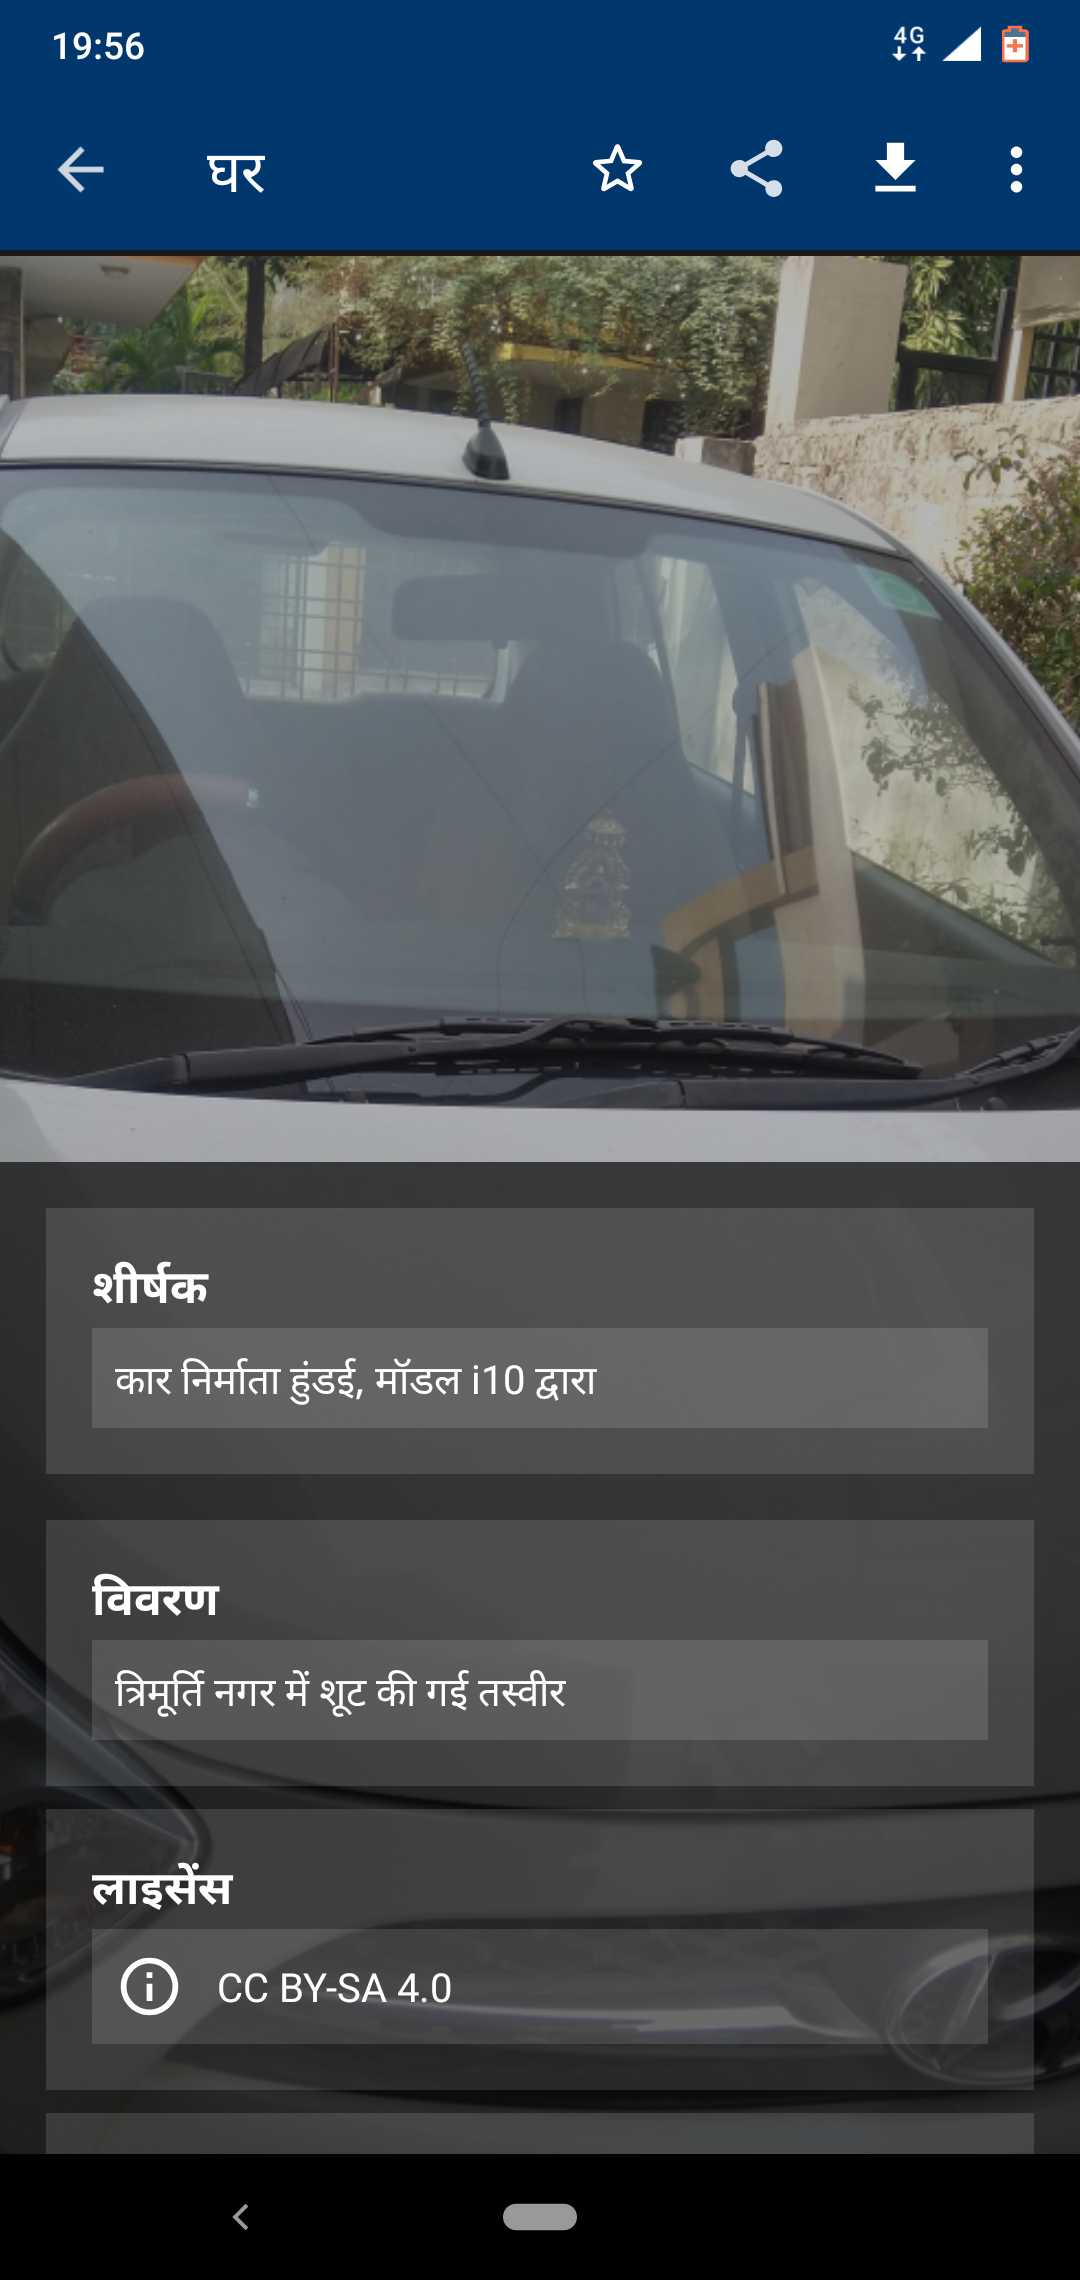 19:56
4G
घर
शीर्षक
कार निर्माता हुंडई, मॉडल i10 द्वारा
विवरण
त्रिमूर्ति नगर में शूट की गई तस्वीर
लाइसेंस
CC BY-SA 4.0